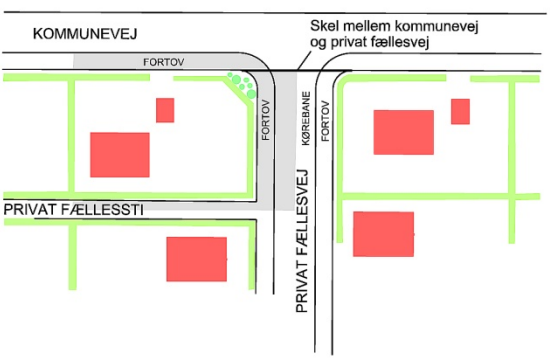 KOMMUNEVEJ
Skel mellem kommunevej
og privat fællesvej
FORTOV
FORTOV
KØREBANE
FORTOV
PRIVAT FÆLLESSTI
PRIVAT FÆLLESVEJ